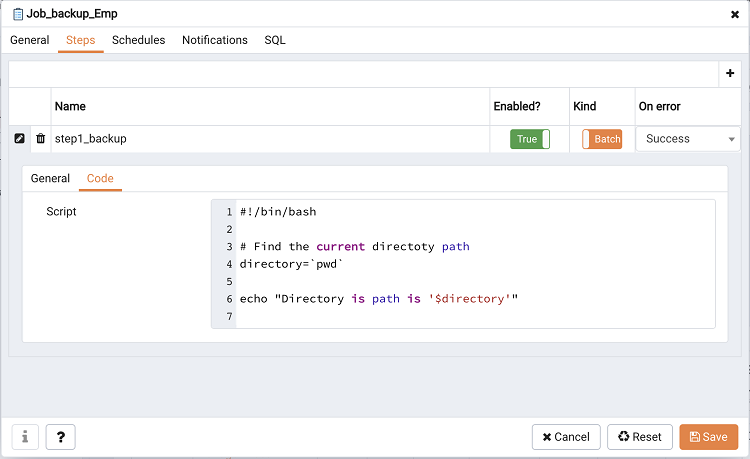 Job_backup_Emp
General Steps Schedules Notifications SQL
Name Enabled? Kind On error
step1_backup True Batch Success
General Code
Script
1 #!/bin/bash
2
3 # Find the current directoty path
4 directory=`pwd`
5
6 echo "Directory is path is '$directory'"
7
Cancel Reset Save